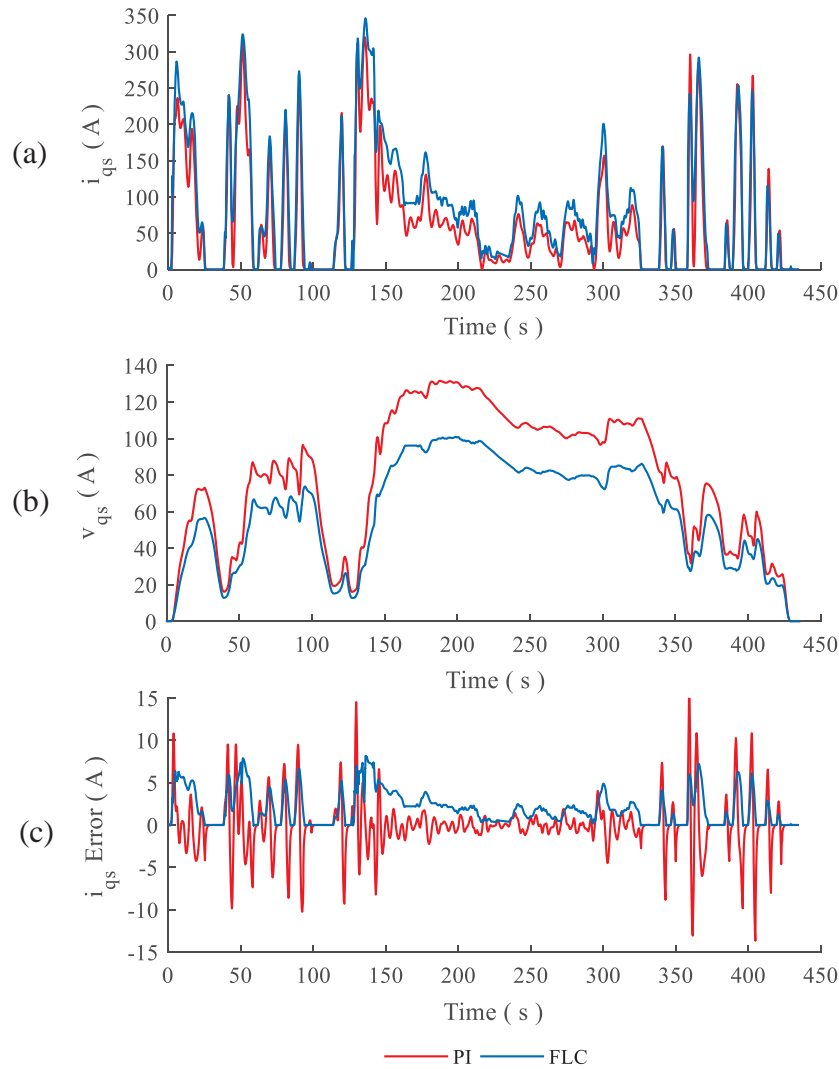 (a)
i qs ( A )
350
300
250
200
150
100
50
0
0 50 100 150 200 250 300 350 400 450
Time ( s )
(b)
v qs ( A )
140
120
100
80
60
40
20
0
0 50 100 150 200 250 300 350 400 450
Time ( s )
(c)
i qs Error ( A )
15
10
5
0
-5
-10
-15
0 50 100 150 200 250 300 350 400 450
Time ( s )
PI FLC